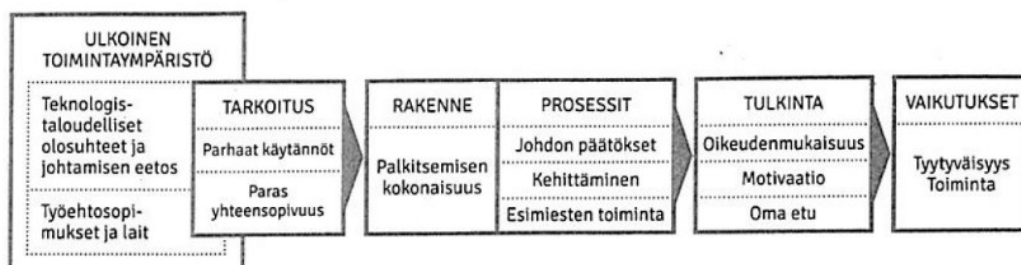 ULKOINEN
TOIMINTAYMPÄRISTÖ
Teknologis-
taloudelliset
olosuhteet ja
johtamisen eetos
Työehtosopi-
mukset ja lait
TARKOITUS
Parhaat käytännöt
Paras
yhteensopivuus
RAKENNE
Palkitsemisen
kokonaisuus
PROSESSIT
Johdon päätökset
Kehittäminen
Esimiesten toiminta
TULKINTA
Oikeudenmukaisuus
Motivaatio
Oma etu
VAIKUTUKSET
Tyytyväisyys
Toiminta